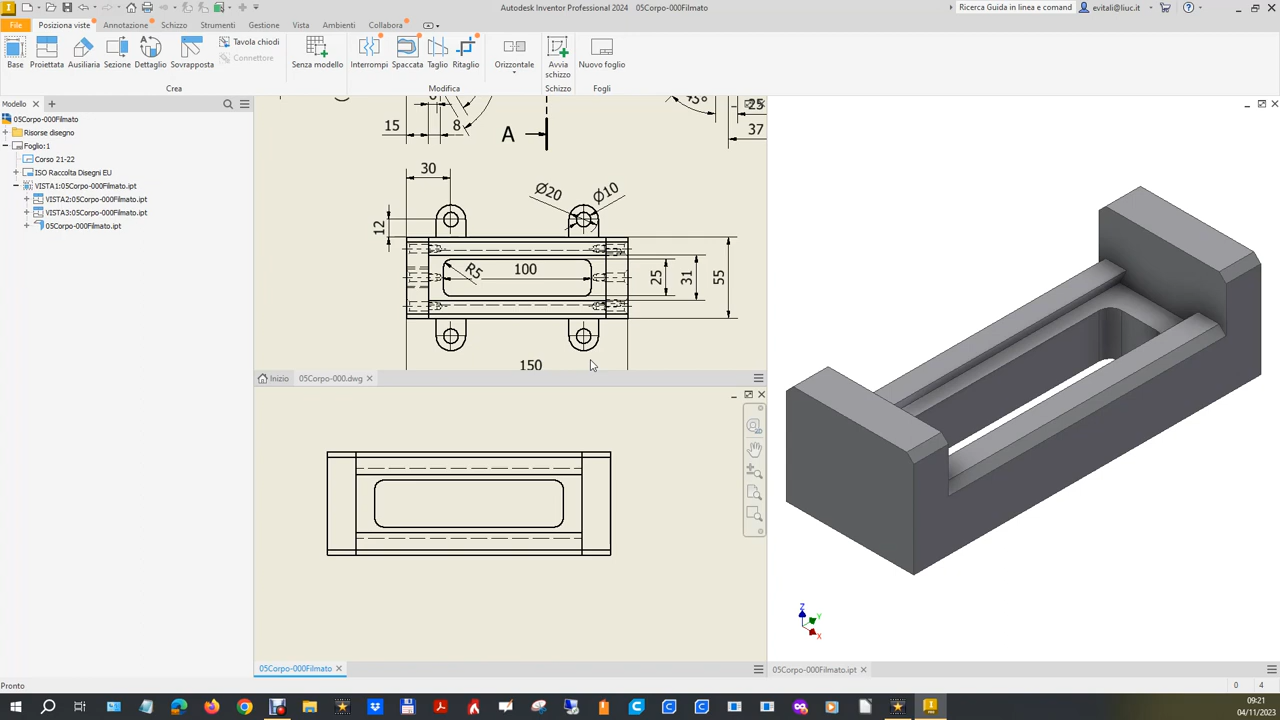 Autodesk Inventor Professional 2024 05Corpo-000Filmato
Ricerca Guida in linea e comand
evitali@liuc.it
File Posiziona viste Annotazione Schizzo Strumenti Gestione Vista Ambienti Collabora
Base Proiettata Ausiliaria Sezione Dettaglio Sovrapposta
Tavola chiodi
Connettore
Senza modello
Interrompi Spaccata Taglio Ritaglio
Orizzontale
Avvia schizzo
Nuovo foglio
Crea Modifica Schizzo Fogli
Modello
05Corpo-000Filmato
Risorse disegno
Foglio:1
Corso 21-22
ISO Raccolta Disegni EU
VISTA1:05Corpo-000Filmato.ipt
VISTA2:05Corpo-000Filmato.ipt
VISTA3:05Corpo-000Filmato.ipt
05Corpo-000Filmato.ipt
25
15 8 A 37
30
Ø20 Ø10
12
R5 100 25 31 55
150
Inizio 05Corpo-000.dwg
2D
Z
Y
X
05Corpo-000Filmato
05Corpo-000Filmato.ipt
Pronto
0 4
09:21
04/11/2023